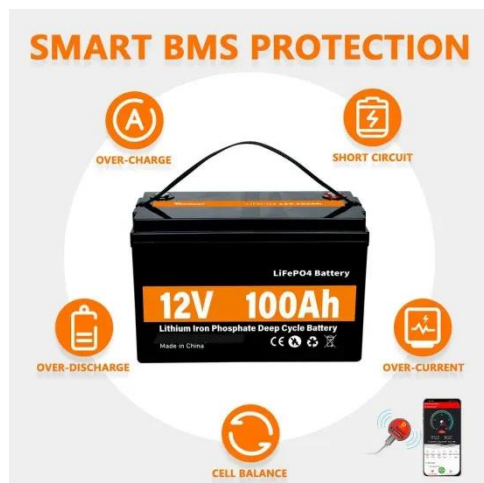 SMART BMS PROTECTION
A
OVER-CHARGE
SHORT CIRCUIT
LiFePO4 Battery
12V 100Ah
Lithium Iron Phosphate Deep Cycle Battery
Made in China
CE
OVER-DISCHARGE
OVER-CURRENT
CELL BALANCE